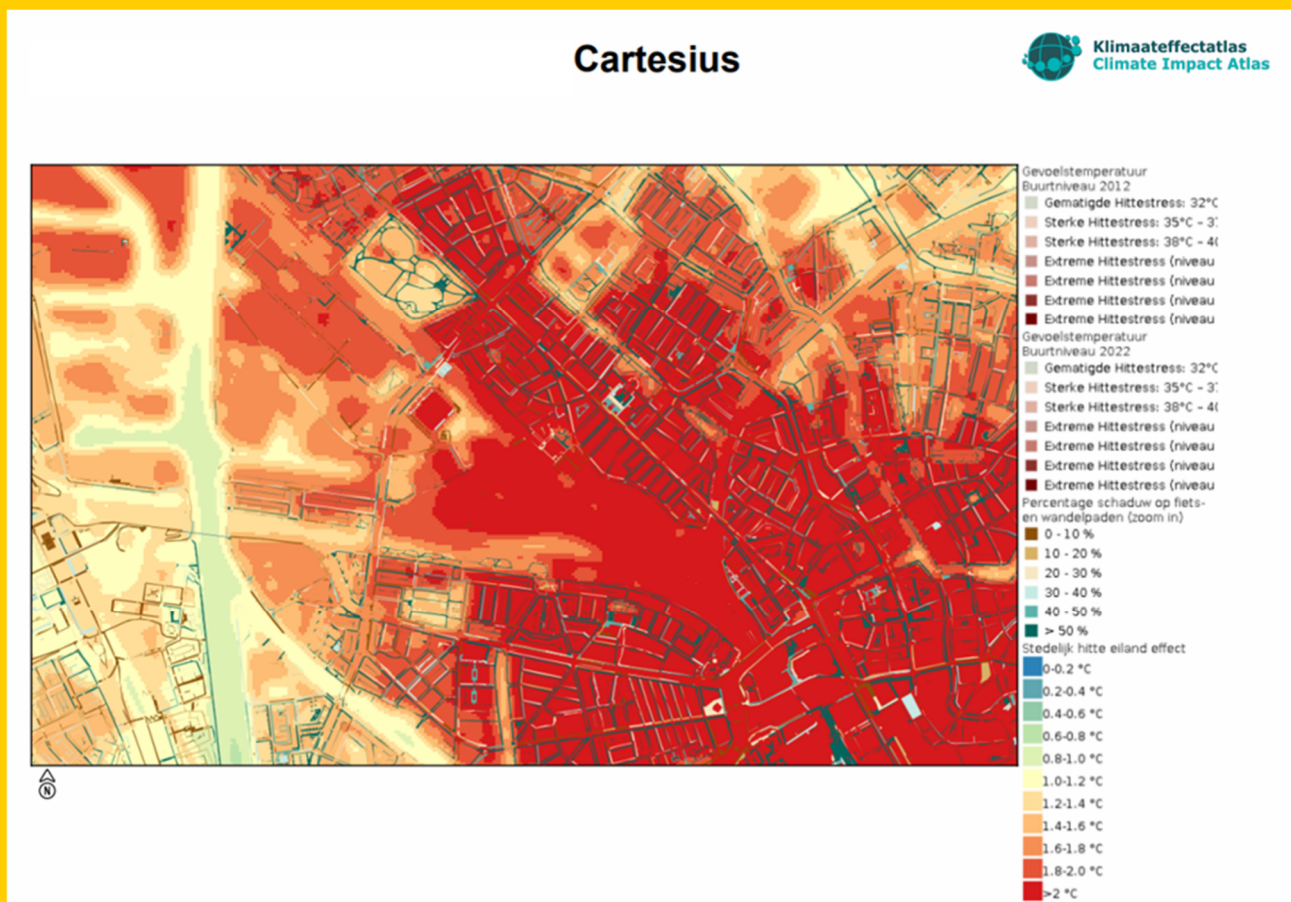 Cartesius
Klimaateffectatlas
Climate Impact Atlas
Gevoelstemperatuur
Buurtniveau 2012
Gematigde Hittestress: 32°C
Sterke Hittestress: 35°C - 3
Sterke Hittestress: 38°C - 4
Extreme Hittestress (niveau
Extreme Hittestress (niveau
Extreme Hittestress (niveau
Extreme Hittestress (niveau
Gevoelstemperatuur
Buurtniveau 2022
Gematigde Hittestress: 32°C
Sterke Hittestress: 35°C - 3
Sterke Hittestress: 38°C - 4
Extreme Hittestress (niveau
Extreme Hittestress (niveau
Extreme Hittestress (niveau
Extreme Hittestress (niveau
Percentage schaduw op fiets-
en wandelpaden (zoom in)
0 - 10 %
10 - 20 %
20 - 30 %
30 - 40 %
40 - 50 %
> 50 %
Stedelijk hitte eiland effect
0-0.2 °C
0.2-0.4 °C
0.4-0.6 °C
0.6-0.8 °C
0.8-1.0 °C
1.0-1.2 °C
1.2-1.4 °C
1.4-1.6 °C
1.6-1.8 °C
1.8-2.0 °C
>2 °C
N